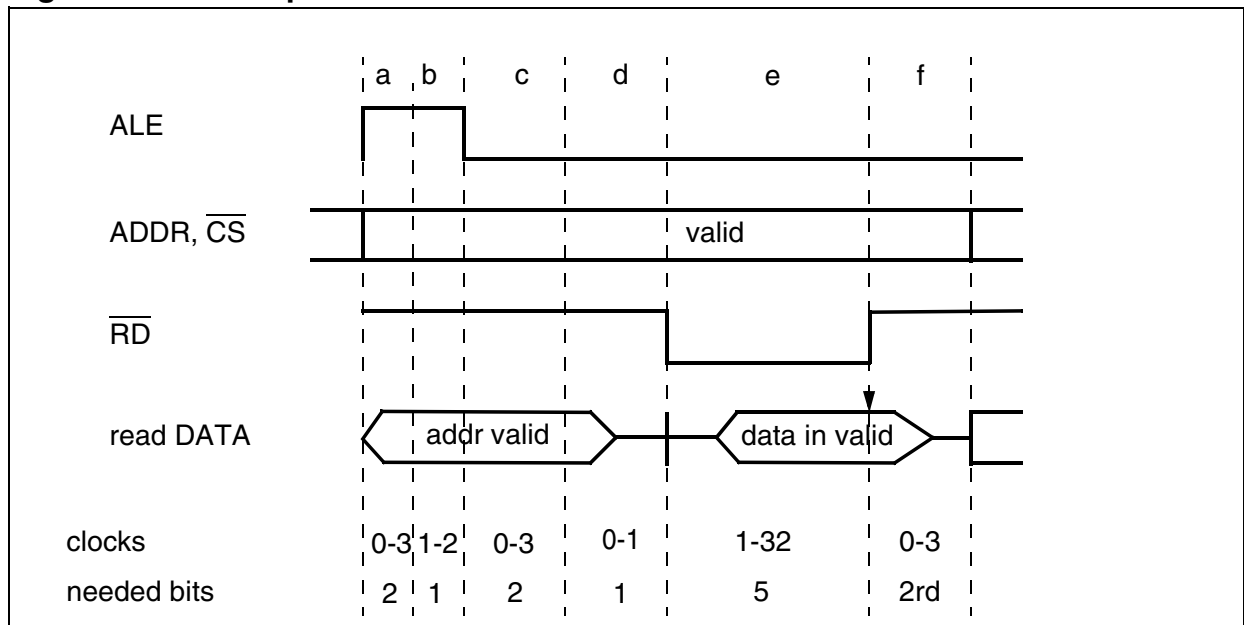 a b c d e f
ALE
ADDR, CS valid
RD
read DATA addr valid data in valid
clocks 0-3 1-2 0-3 0-1 1-32 0-3
needed bits 2 1 2 1 5 2rd